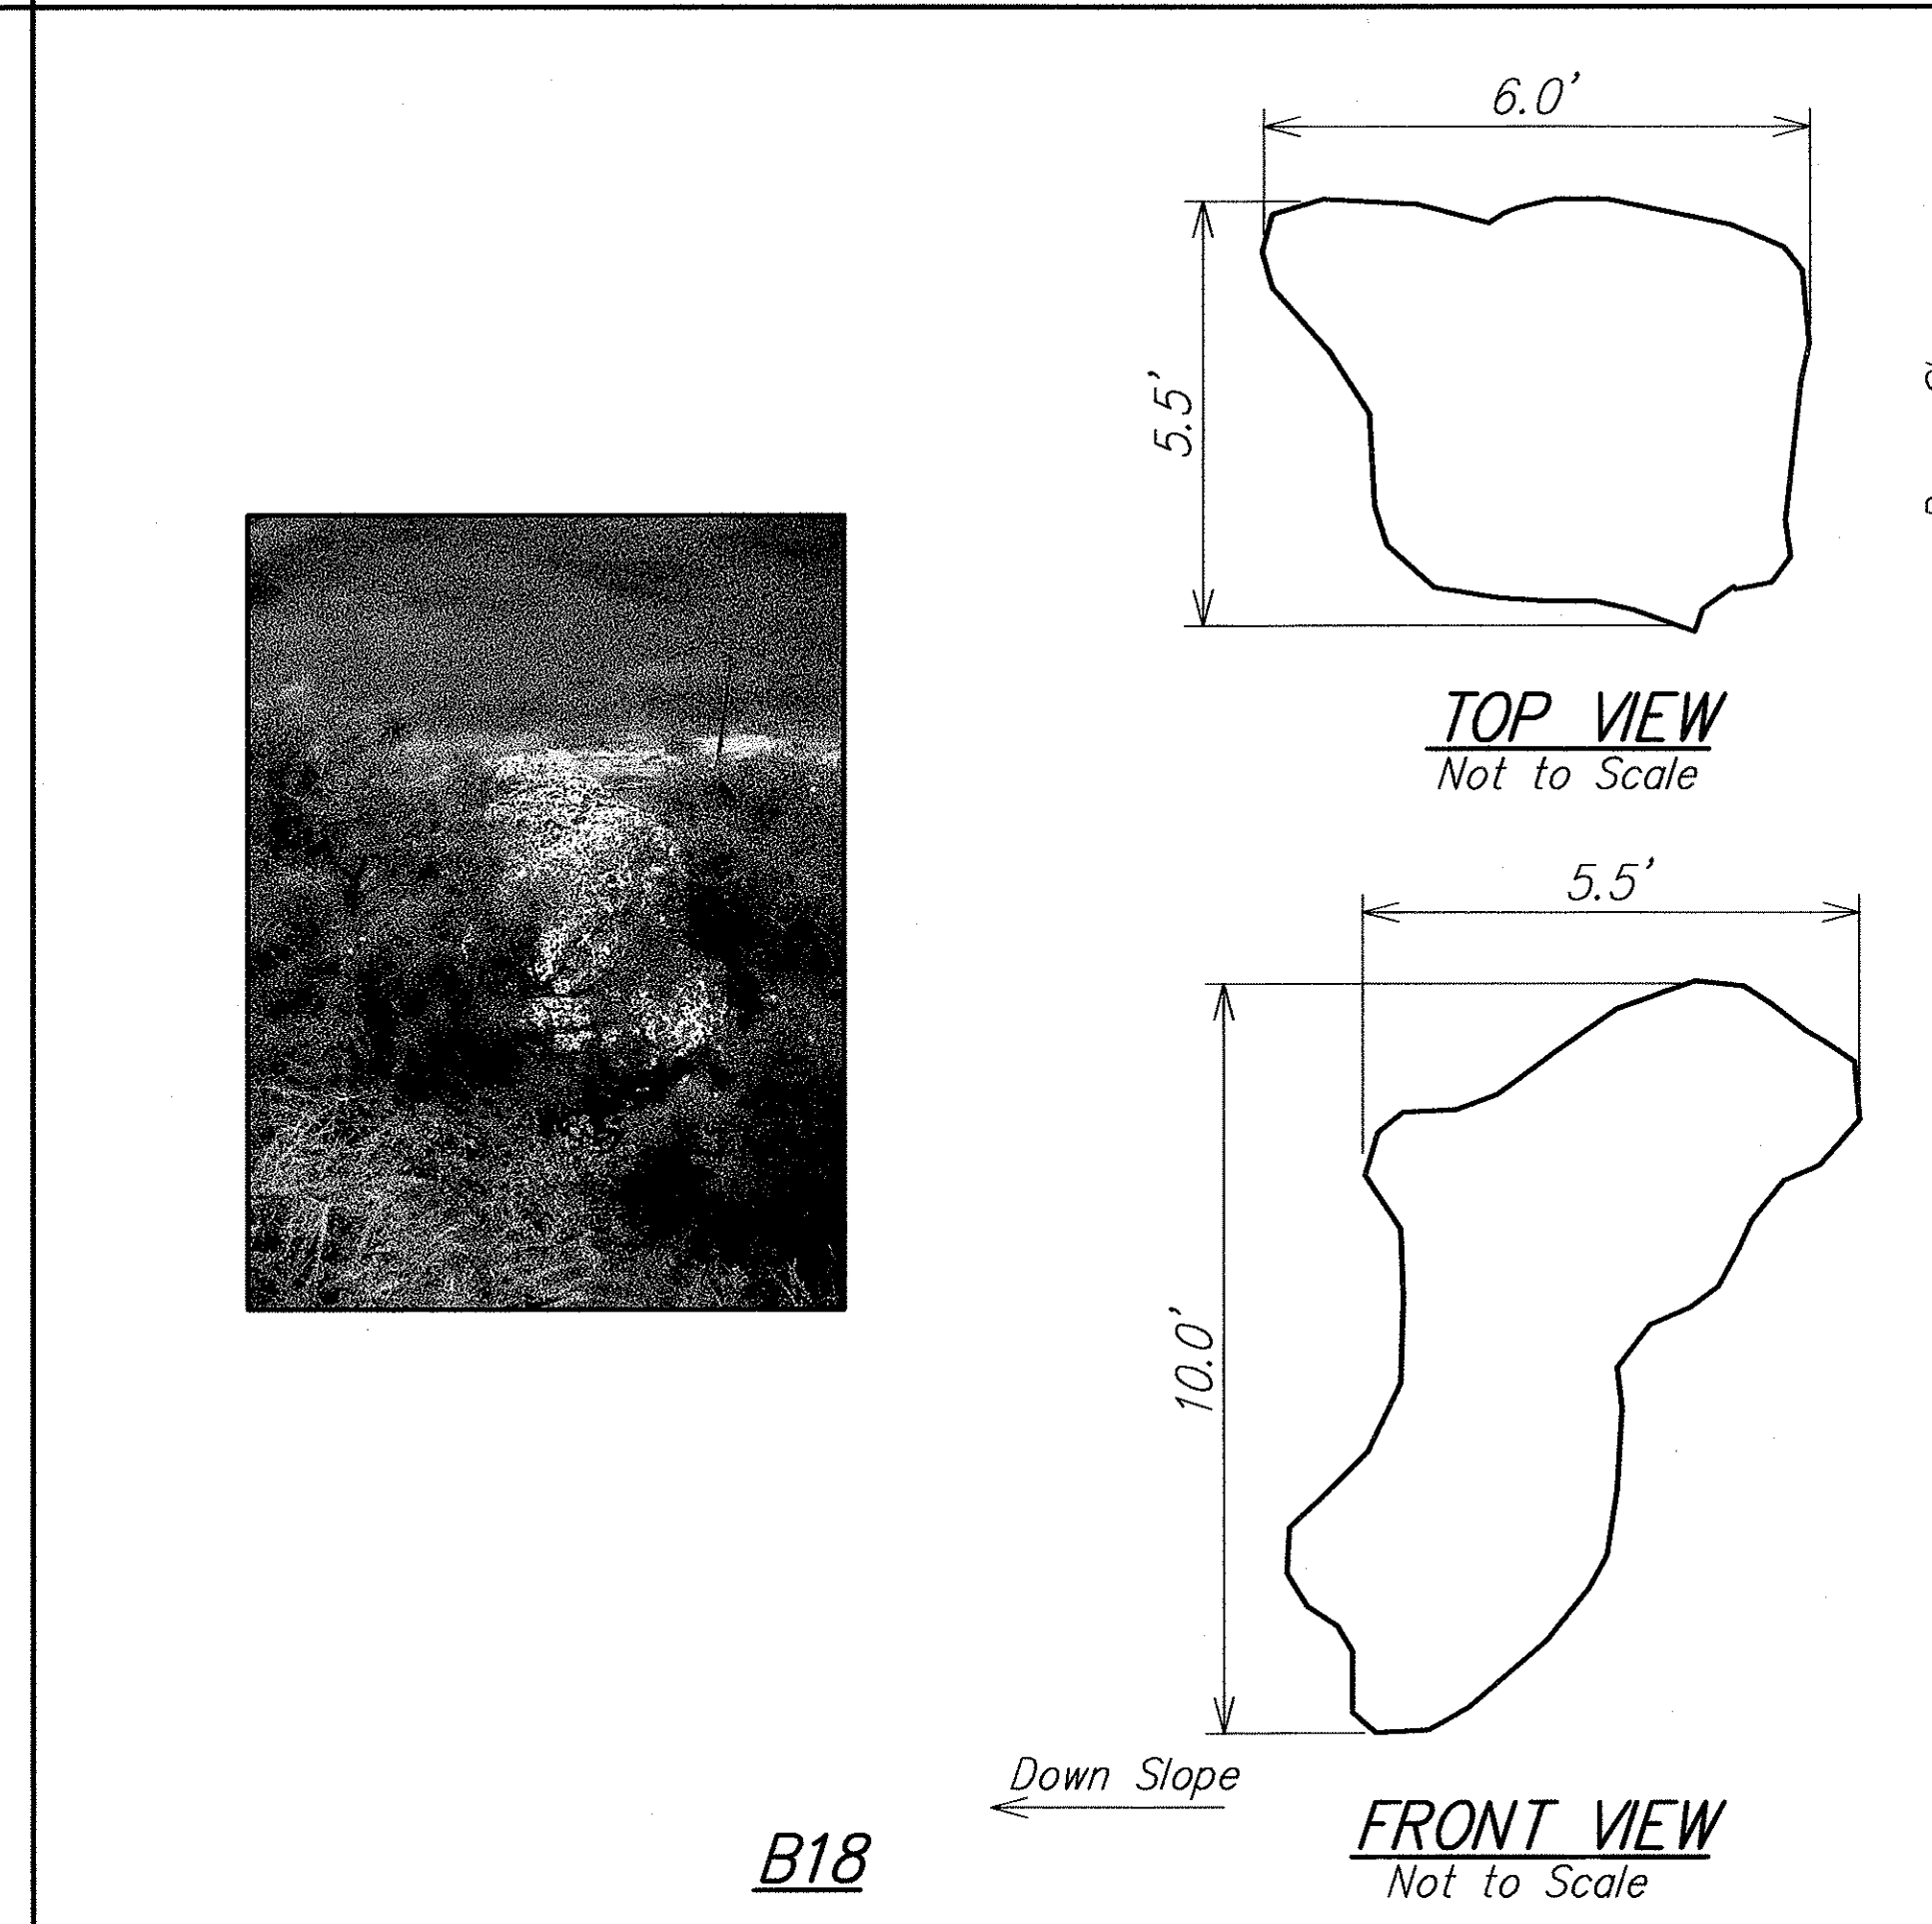 6.0'
5.5'
TOP VIEW
Not to Scale
5.5'
10.0'
Down Slope
FRONT VIEW
Not to Scale
B18